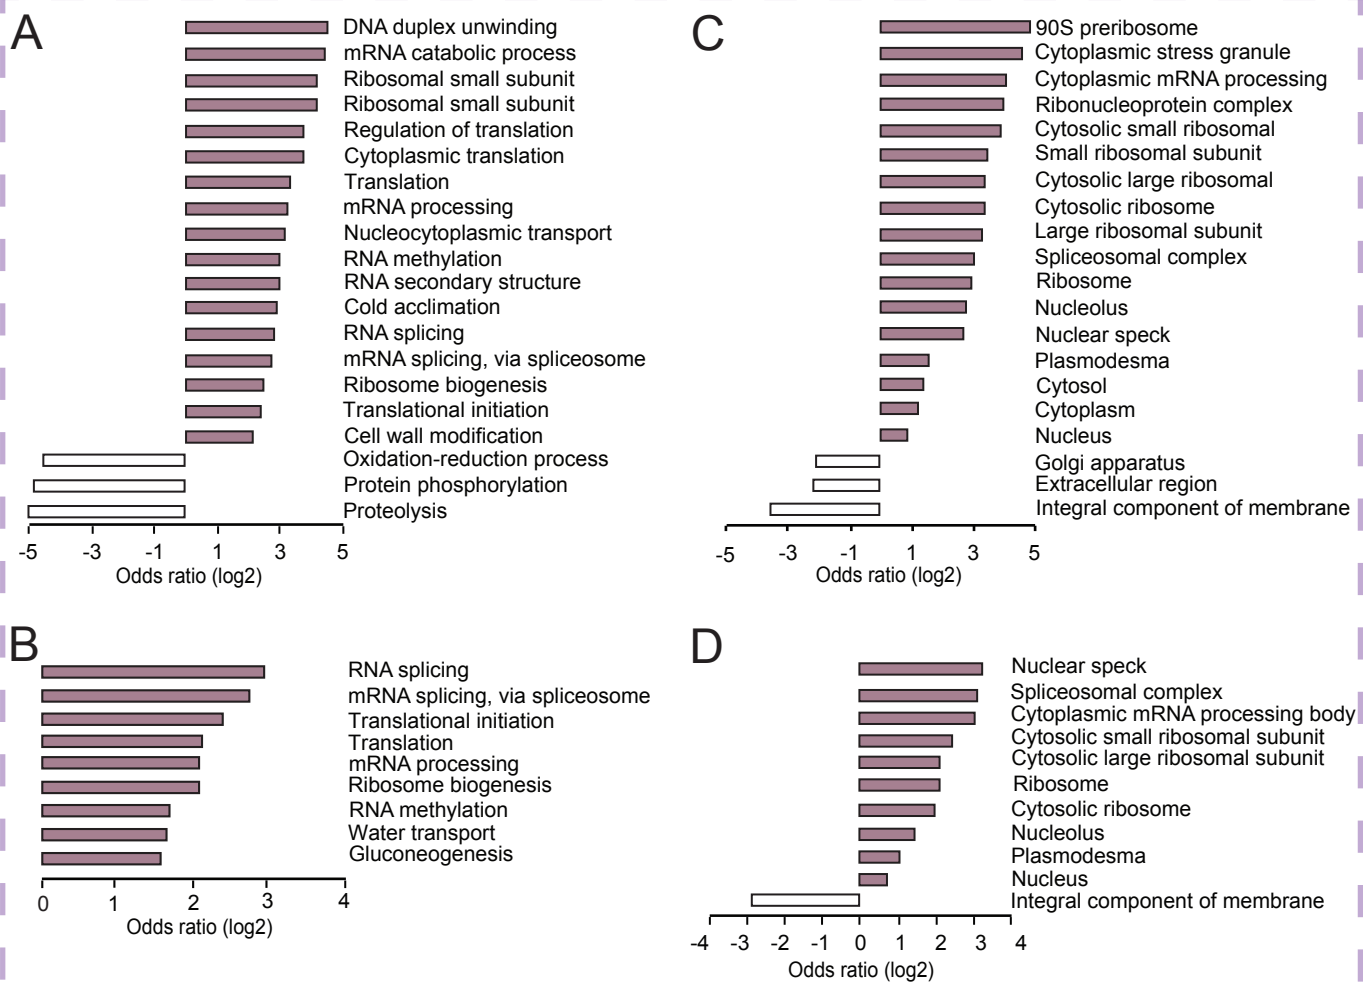 A
DNA duplex unwinding
mRNA catabolic process
Ribosomal small subunit
Ribosomal small subunit
Regulation of translation
Cytoplasmic translation
Translation
mRNA processing
Nucleocytoplasmic transport
RNA methylation
RNA secondary structure
Cold acclimation
RNA splicing
mRNA splicing, via spliceosome
Ribosome biogenesis
Translational initiation
Cell wall modification
Oxidation-reduction process
Protein phosphorylation
Proteolysis
-5 -3 -1 1 3 5
Odds ratio (log2)
C
90S preribosome
Cytoplasmic stress granule
Cytoplasmic mRNA processing
Ribonucleoprotein complex
Cytosolic small ribosomal
Small ribosomal subunit
Cytosolic large ribosomal
Cytosolic ribosome
Large ribosomal subunit
Spliceosomal complex
Ribosome
Nucleolus
Nuclear speck
Plasmodesma
Cytosol
Cytoplasm
Nucleus
Golgi apparatus
Extracellular region
Integral component of membrane
-5 -3 -1 1 3 5
Odds ratio (log2)
B
RNA splicing
mRNA splicing, via spliceosome
Translational initiation
Translation
mRNA processing
Ribosome biogenesis
RNA methylation
Water transport
Gluconeogenesis
0 1 2 3 4
Odds ratio (log2)
D
Nuclear speck
Spliceosomal complex
Cytoplasmic mRNA processing body
Cytosolic small ribosomal subunit
Cytosolic large ribosomal subunit
Ribosome
Cytosolic ribosome
Nucleolus
Plasmodesma
Nucleus
Integral component of membrane
-4 -3 -2 -1 0 1 2 3 4
Odds ratio (log2)